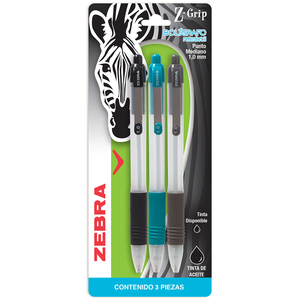 Z-Grip
BOLÍGRAFO
Punto
Mediano
1.0 mm
ZEBRA
Tinta
Disponible
TINTA DE
ACEITE
CONTENIDO 3 PIEZAS